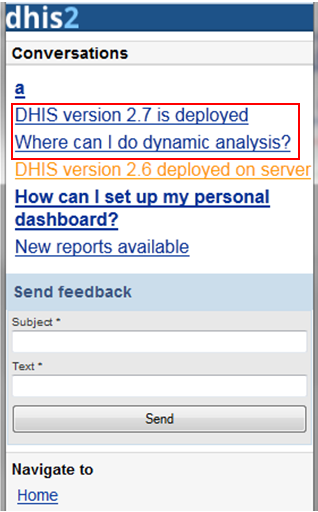 dhis2
Conversations
a
DHIS version 2.7 is deployed
Where can I do dynamic analysis?
DHIS version 2.6 deployed on server
How can I set up my personal
dashboard?
New reports available
Send feedback
Subject *
Text *
Send
Navigate to
Home